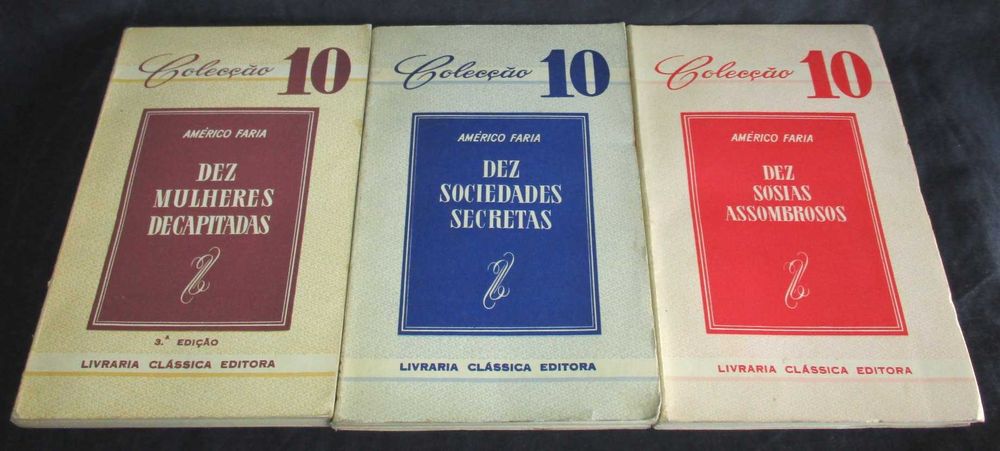 Colecção 10
AMÉRICO FARIA
DEZ
MULHERES
DECAPITADAS
3.ª EDIÇÃO
LIVRARIA CLÁSSICA EDITORA
Colecção 10
AMÉRICO FARIA
DEZ
SOCIEDADES
SECRETAS
LIVRARIA CLÁSSICA EDITORA
Colecção 10
AMÉRICO FARIA
DEZ
SOSIAS
ASSOMBROSOS
LIVRARIA CLÁSSICA EDITORA